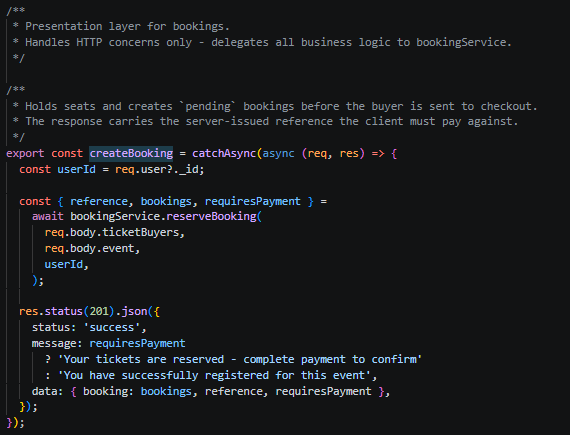 /**
 * Presentation layer for bookings.
 * Handles HTTP concerns only - delegates all business logic to bookingService.
 */
/**
 * Holds seats and creates `pending` bookings before the buyer is sent to checkout.
 * The response carries the server-issued reference the client must pay against.
 */
export const createBooking = catchAsync(async (req, res) => {
  const userId = req.user?._id;
  const { reference, bookings, requiresPayment } =
    await bookingService.reserveBooking(
      req.body.ticketBuyers,
      req.body.event,
      userId,
    );
  res.status(201).json({
    status: 'success',
    message: requiresPayment
      ? 'Your tickets are reserved - complete payment to confirm'
      : 'You have successfully registered for this event',
    data: { booking: bookings, reference, requiresPayment },
  });
});